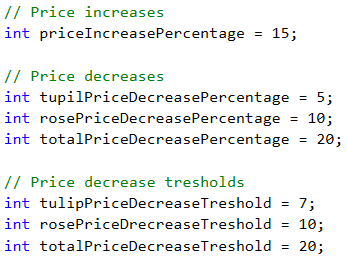 // Price increases
int priceIncreasePercentage = 15;
// Price decreases
int tupilPriceDecreasePercentage = 5;
int rosePriceDecreasePercentage = 10;
int totalPriceDecreasePercentage = 20;
// Price decrease tresholds
int tulipPriceDecreaseTreshold = 7;
int rosePriceDrecreaseTreshold = 10;
int totalPriceDecreaseTreshold = 20;